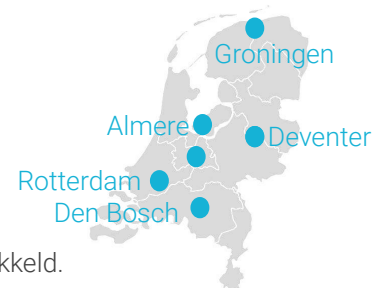 Groningen
Almere
Deventer
Rotterdam
Den Bosch
kkeld.